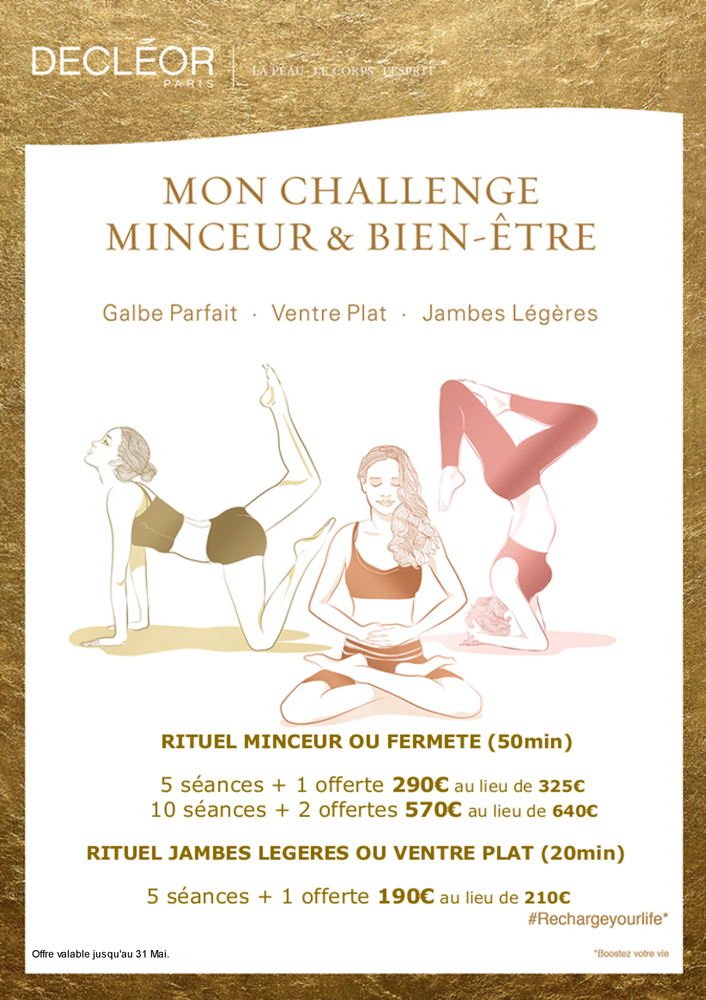 DECLÉOR
PARIS
LA PEAU · LE CORPS · L'ESPRIT
MON CHALLENGE
MINCEUR & BIEN-ÊTRE
Galbe Parfait · Ventre Plat · Jambes Légères
RITUEL MINCEUR OU FERMETE (50min)
5 séances + 1 offerte 290€ au lieu de 325€
10 séances + 2 offertes 570€ au lieu de 640€
RITUEL JAMBES LEGERES OU VENTRE PLAT (20min)
5 séances + 1 offerte 190€ au lieu de 210€
#Rechargeyourlife*
Offre valable jusqu'au 31 Mai.
*Boostez votre vie